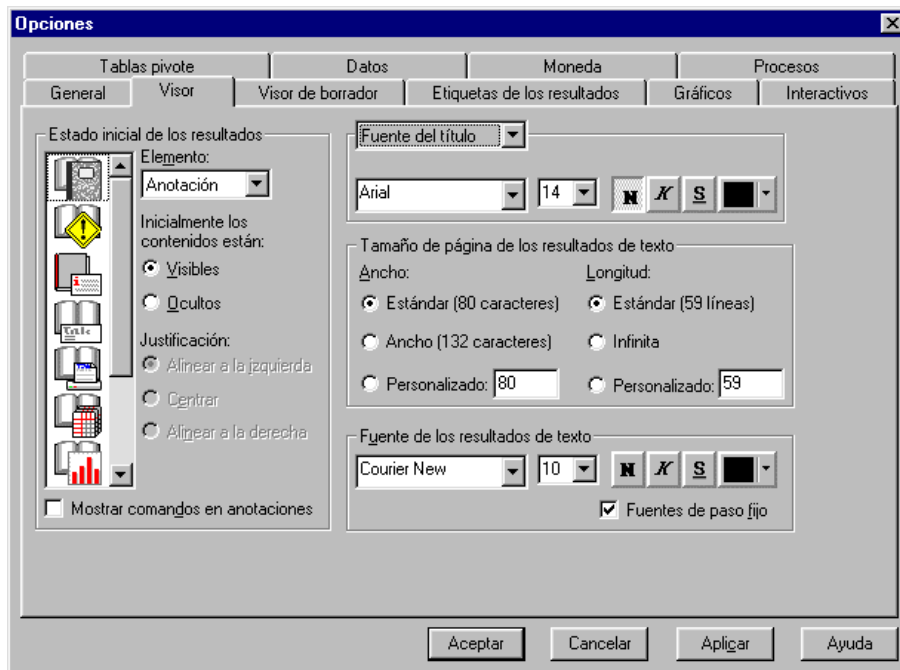 Opciones
Tablas pivote Datos Moneda Procesos
General Visor Visor de borrador Etiquetas de los resultados Gráficos Interactivos
Estado inicial de los resultados
Elemento:
Anotación
Inicialmente los
contenidos están:
Visibles
Ocultos
Justificación:
Alinear a la izquierda
Centrar
Alinear a la derecha
Mostrar comandos en anotaciones
Fuente del título
Arial 14 N K S
Tamaño de página de los resultados de texto
Ancho: Longitud:
Estándar (80 caracteres) Estándar (59 líneas)
Ancho (132 caracteres) Infinita
Personalizado: 80 Personalizado: 59
Fuente de los resultados de texto
Courier New 10 N K S
Fuentes de paso fijo
Aceptar Cancelar Aplicar Ayuda